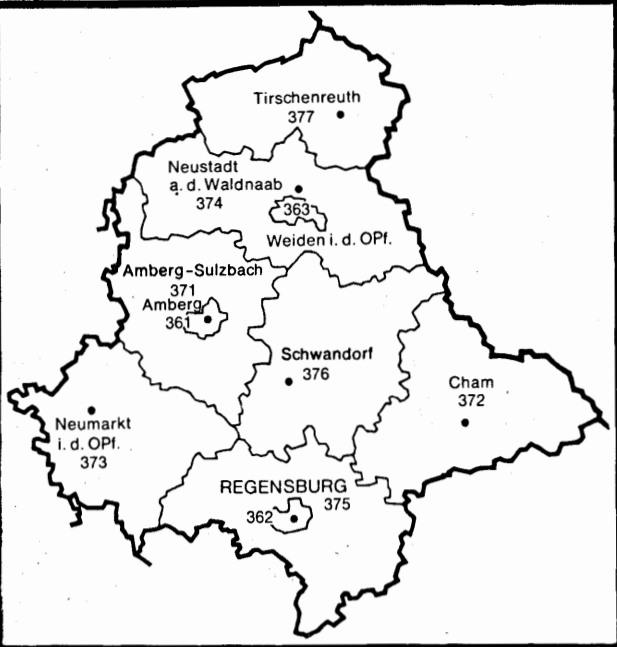 Tirschenreuth
377
Neustadt
a. d. Waldnaab
374
363
Weiden i. d. OPf.
Amberg-Sulzbach
371
Amberg
361
Schwandorf
376
Cham
372
Neumarkt
i. d. OPf.
373
REGENSBURG
375
362